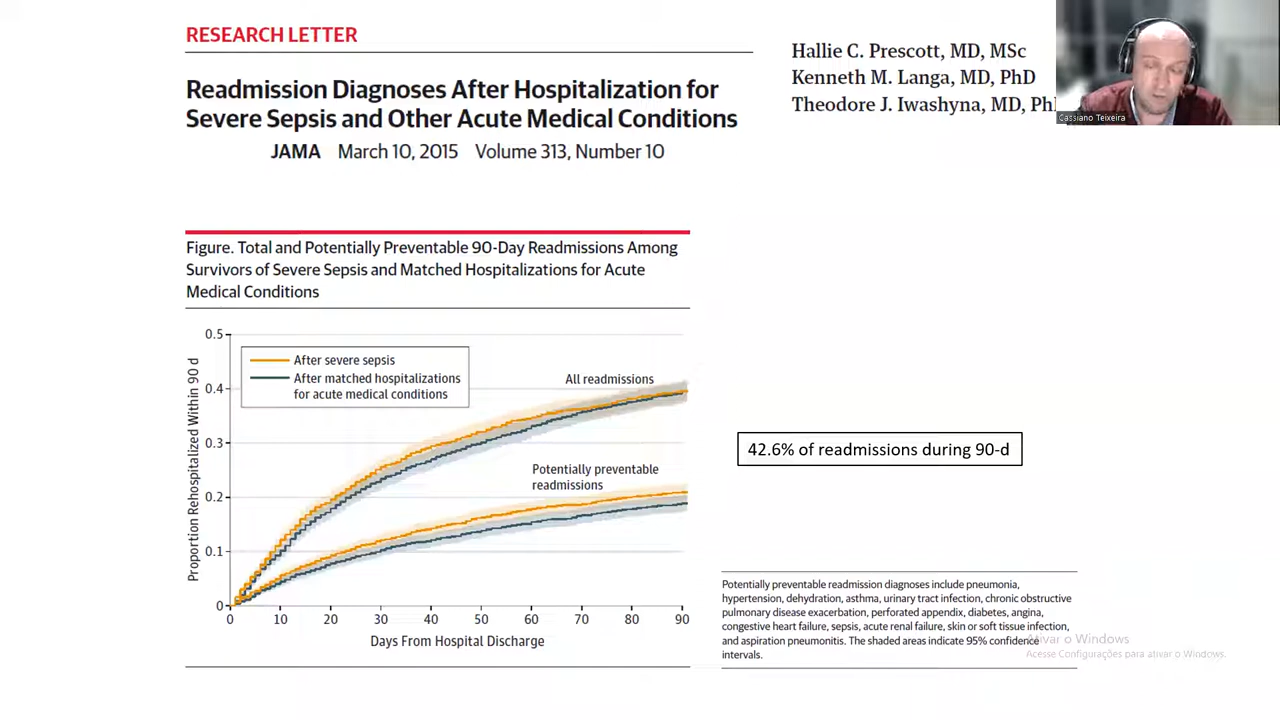 RESEARCH LETTER
Readmission Diagnoses After Hospitalization for
Severe Sepsis and Other Acute Medical Conditions
JAMA March 10, 2015 Volume 313, Number 10
Hallie C. Prescott, MD, MSc
Kenneth M. Langa, MD, PhD
Theodore J. Iwashyna, MD, Ph
Cassiano Teixeira
Figure. Total and Potentially Preventable 90-Day Readmissions Among
Survivors of Severe Sepsis and Matched Hospitalizations for Acute
Medical Conditions
0.5
0.4
0.3
0.2
0.1
0
Proportion Rehospitalized Within 90 d
After severe sepsis
After matched hospitalizations
for acute medical conditions
All readmissions
Potentially preventable
readmissions
0 10 20 30 40 50 60 70 80 90
Days From Hospital Discharge
42.6% of readmissions during 90-d
Potentially preventable readmission diagnoses include pneumonia,
hypertension, dehydration, asthma, urinary tract infection, chronic obstructive
pulmonary disease exacerbation, perforated appendix, diabetes, angina,
congestive heart failure, sepsis, acute renal failure, skin or soft tissue infection,
and aspiration pneumonitis. The shaded areas indicate 95% confidence
intervals.
Ativar o Windows
Acesse Configurações para ativar o Windows.